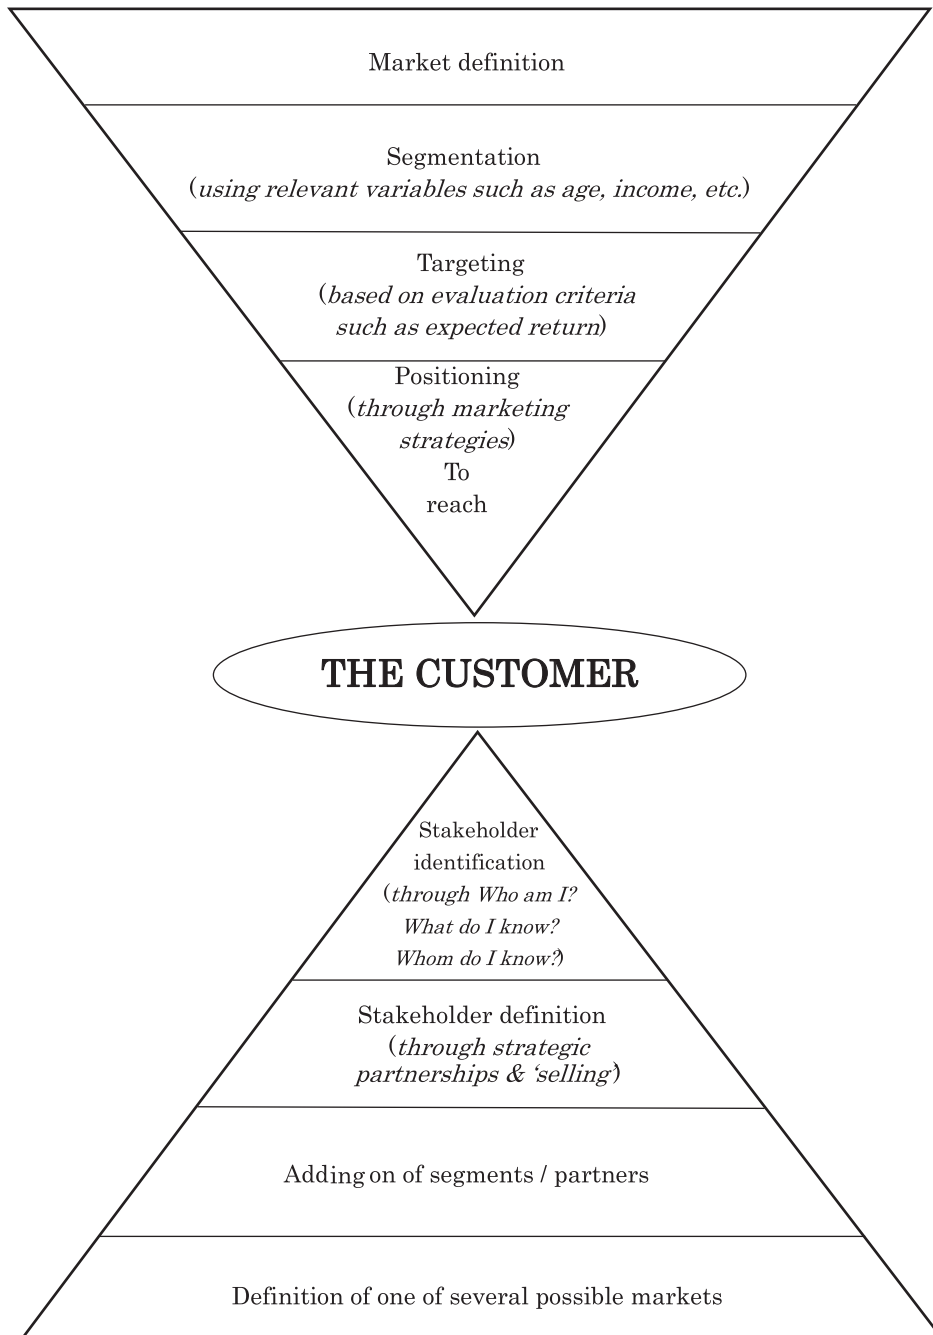 Market definition
Segmentation
(using relevant variables such as age, income, etc.)
Targeting
(based on evaluation criteria
such as expected return)
Positioning
(through marketing
strategies)
To
reach
THE CUSTOMER
Stakeholder
identification
(through Who am I?
What do I know?
Whom do I know?)
Stakeholder definition
(through strategic
partnerships & ‘selling’)
Adding on of segments / partners
Definition of one of several possible markets